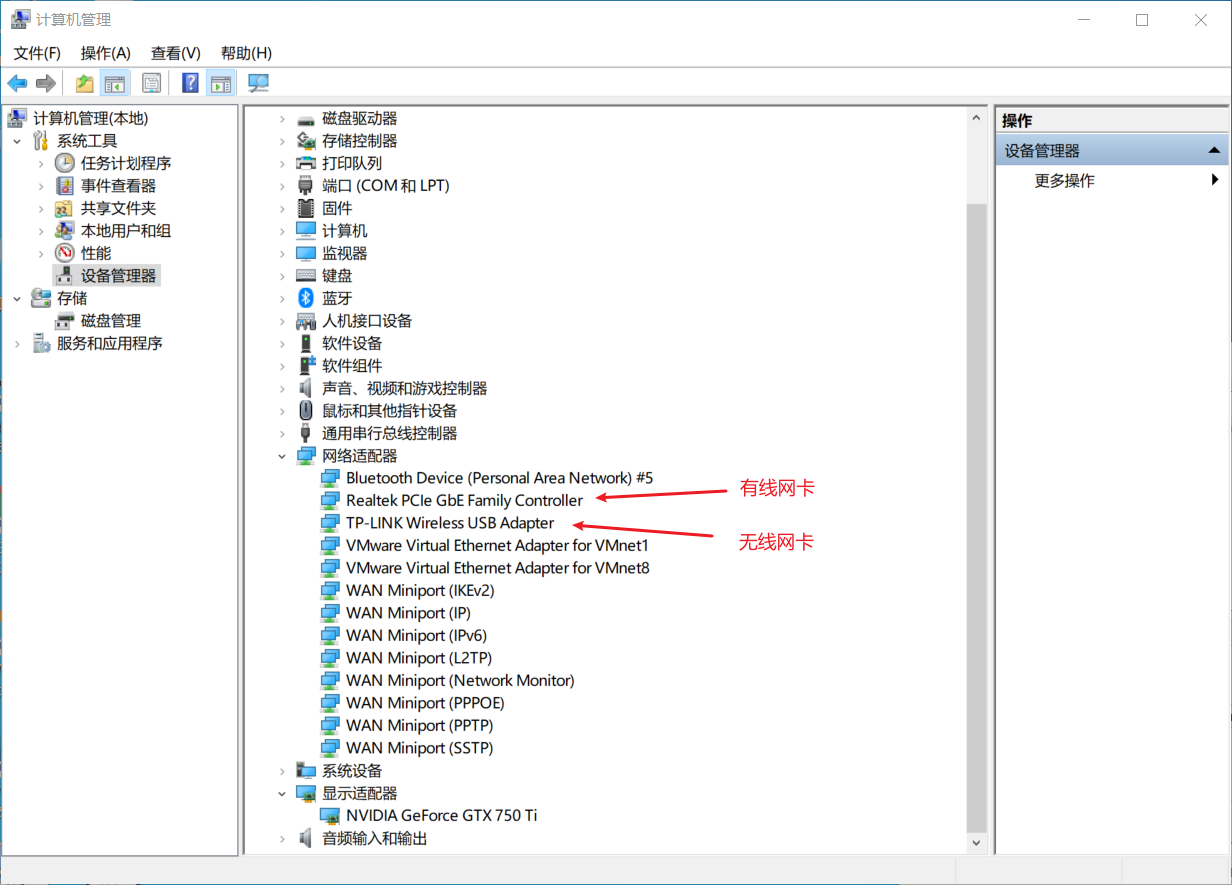 计算机管理
文件(F) 操作(A) 查看(V) 帮助(H)
计算机管理(本地)
系统工具
任务计划程序
事件查看器
共享文件夹
本地用户和组
性能
设备管理器
存储
磁盘管理
服务和应用程序
磁盘驱动器
存储控制器
打印队列
端口 (COM 和 LPT)
固件
计算机
监视器
键盘
蓝牙
人机接口设备
软件设备
软件组件
声音、视频和游戏控制器
鼠标和其他指针设备
通用串行总线控制器
网络适配器
Bluetooth Device (Personal Area Network) #5
Realtek PCIe GbE Family Controller
有线网卡
TP-LINK Wireless USB Adapter
无线网卡
VMware Virtual Ethernet Adapter for VMnet1
VMware Virtual Ethernet Adapter for VMnet8
WAN Miniport (IKEv2)
WAN Miniport (IP)
WAN Miniport (IPv6)
WAN Miniport (L2TP)
WAN Miniport (Network Monitor)
WAN Miniport (PPPOE)
WAN Miniport (PPTP)
WAN Miniport (SSTP)
系统设备
显示适配器
NVIDIA GeForce GTX 750 Ti
音频输入和输出
操作
设备管理器
更多操作